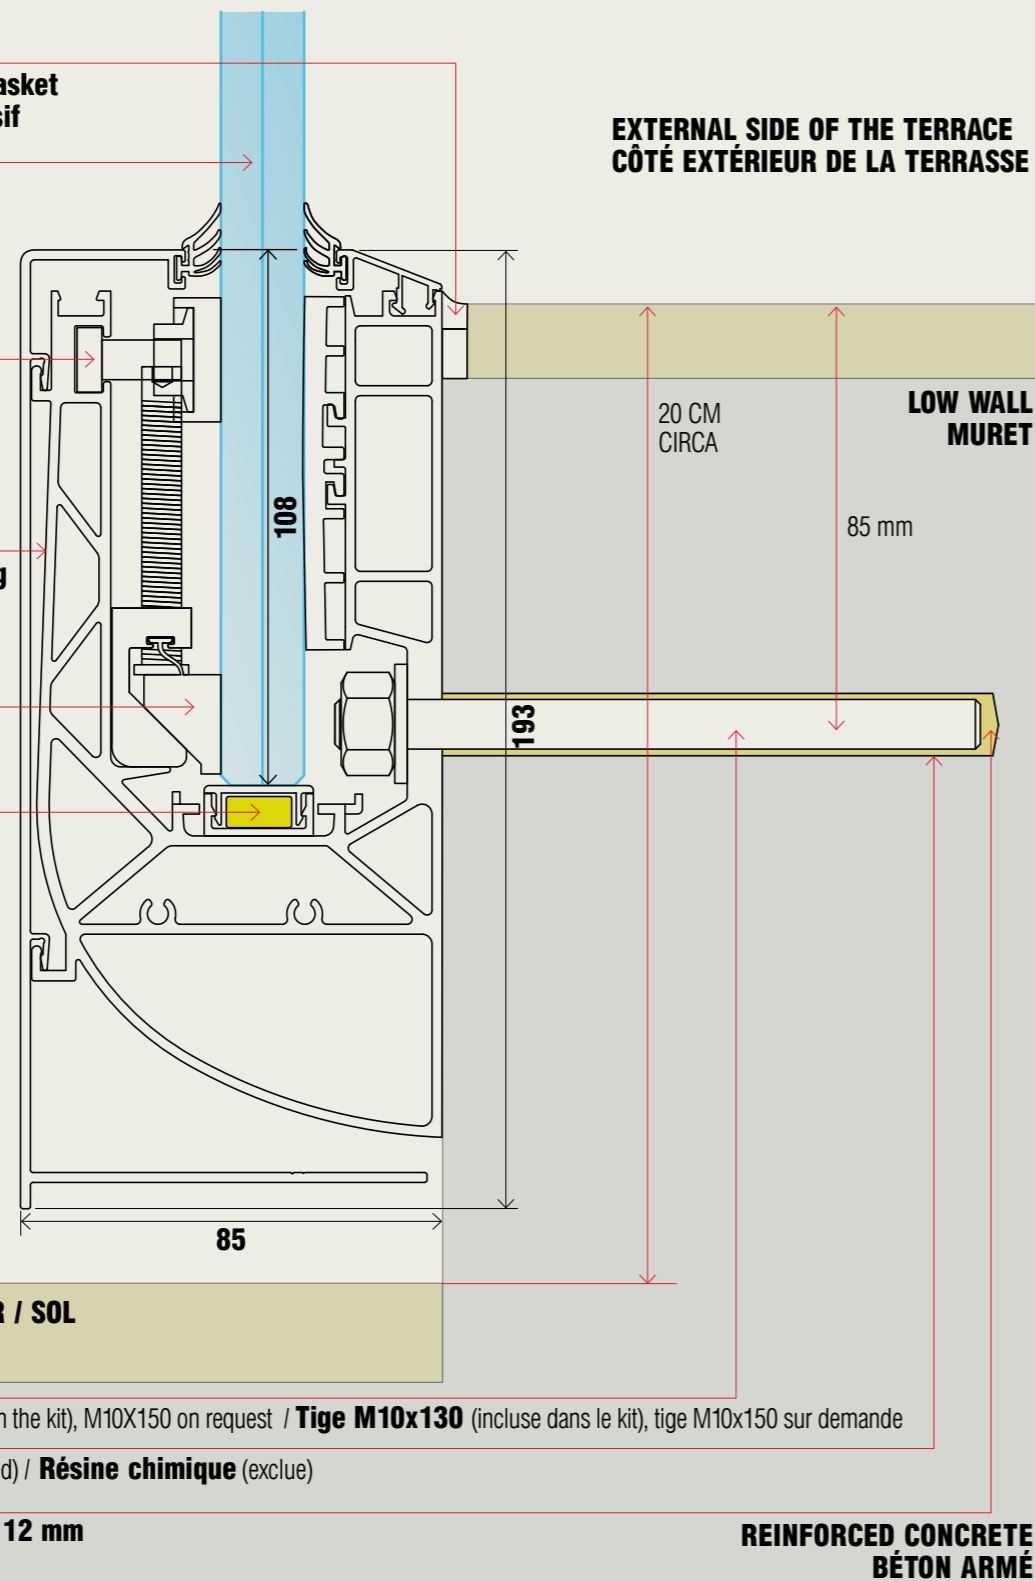 asket
sif
EXTERNAL SIDE OF THE TERRACE
CÔTÉ EXTÉRIEUR DE LA TERRASSE
20 CM
CIRCA
LOW WALL
MURET
108
85 mm
g
193
85
R / SOL
n the kit), M10X150 on request / Tige M10x130 (incluse dans le kit), tige M10x150 sur demande
d) / Résine chimique (exclue)
12 mm
REINFORCED CONCRETE
BÉTON ARMÉ